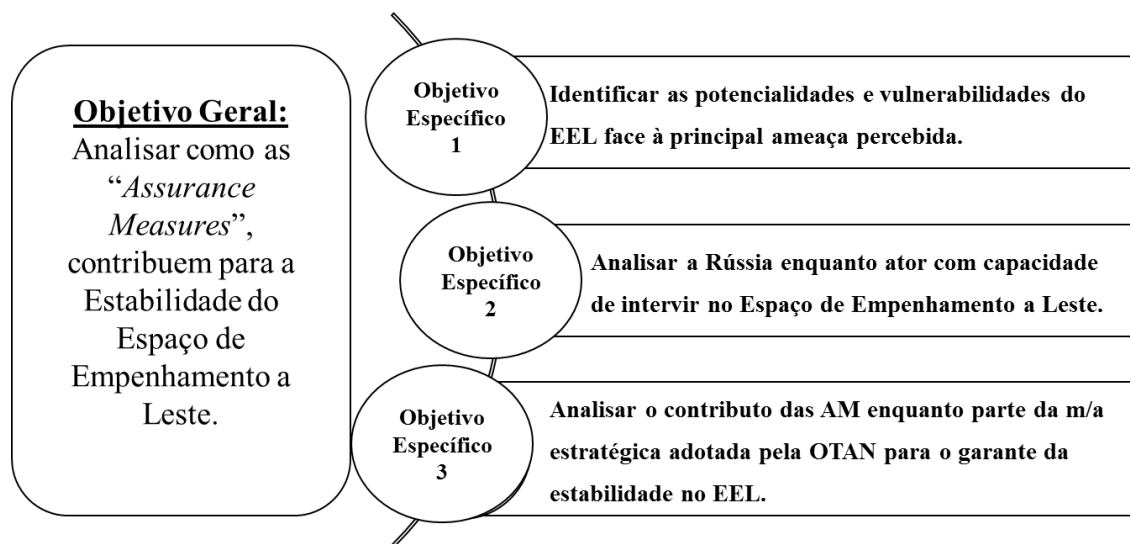 Objetivo Geral:
Analisar como as
“Assurance
Measures”,
contribuem para a
Estabilidade do
Espaço de
Empenhamento a
Leste.
Objetivo
Específico
1
Identificar as potencialidades e vulnerabilidades do
EEL face à principal ameaça percebida.
Objetivo
Específico
2
Analisar a Rússia enquanto ator com capacidade
de intervir no Espaço de Empenhamento a Leste.
Objetivo
Específico
3
Analisar o contributo das AM enquanto parte da m/a
estratégica adotada pela OTAN para o garante da
estabilidade no EEL.